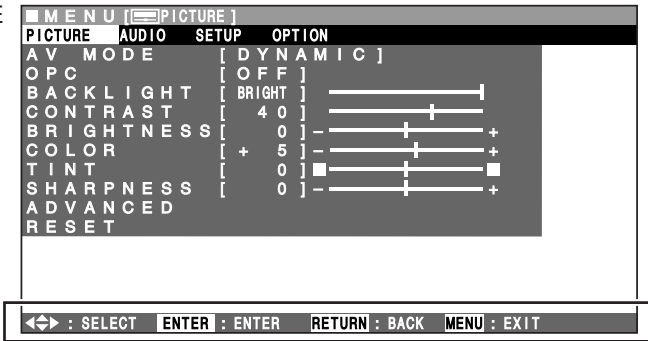 E
MENU [PICTURE]
PICTURE AUDIO SETUP OPTION
AV MODE [DYNAMIC]
OPC [OFF]
BACKLIGHT [BRIGHT]
CONTRAST [ 40]
BRIGHTNESS[ 0] - +
COLOR [+ 5] - +
TINT [ 0]
SHARPNESS [ 0] - +
ADVANCED
RESET
: SELECT ENTER : ENTER RETURN : BACK MENU : EXIT